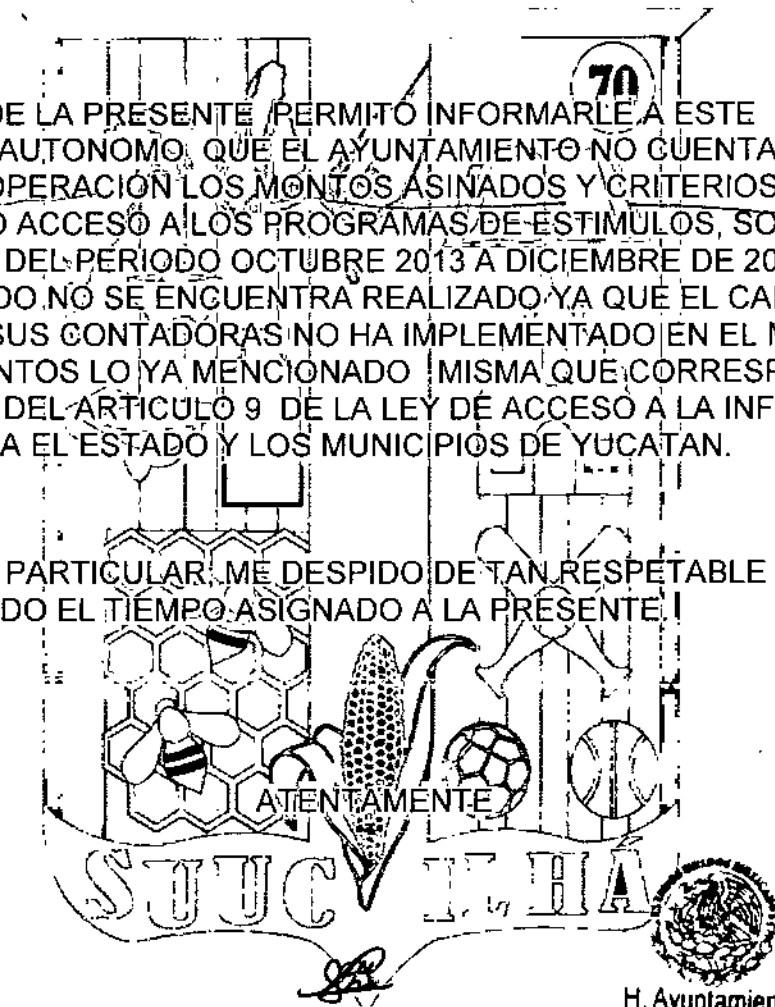 70
DE LA PRESENTE PERMITO INFORMARLE A ESTE
AUTONOMO, QUE EL AYUNTAMIENTO NO CUENTA
OPERACIÓN LOS MONTOS ASINADOS Y CRITERIOS
O ACCESO A LOS PROGRAMAS DE ESTIMULOS, SO
DEL PERIODO OCTUBRE 2013 A DICIEMBRE DE 20
DO NO SE ENCUENTRA REALIZADO YA QUE EL CA
SUS CONTADORAS NO HA IMPLEMENTADO EN EL
NTOS LO YA MENCIONADO MISMA QUE CORRESP
DEL ARTICULO 9 DE LA LEY DE ACCESO A LA INF
A EL ESTADO Y LOS MUNICIPIOS DE YUCATAN.
PARTICULAR, ME DESPIDO DE TAN RESPETABLE
DO EL TIEMPO ASIGNADO A LA PRESENTE.
ATENTAMENTE
SUUC IL HÁ
H. Ayuntamien